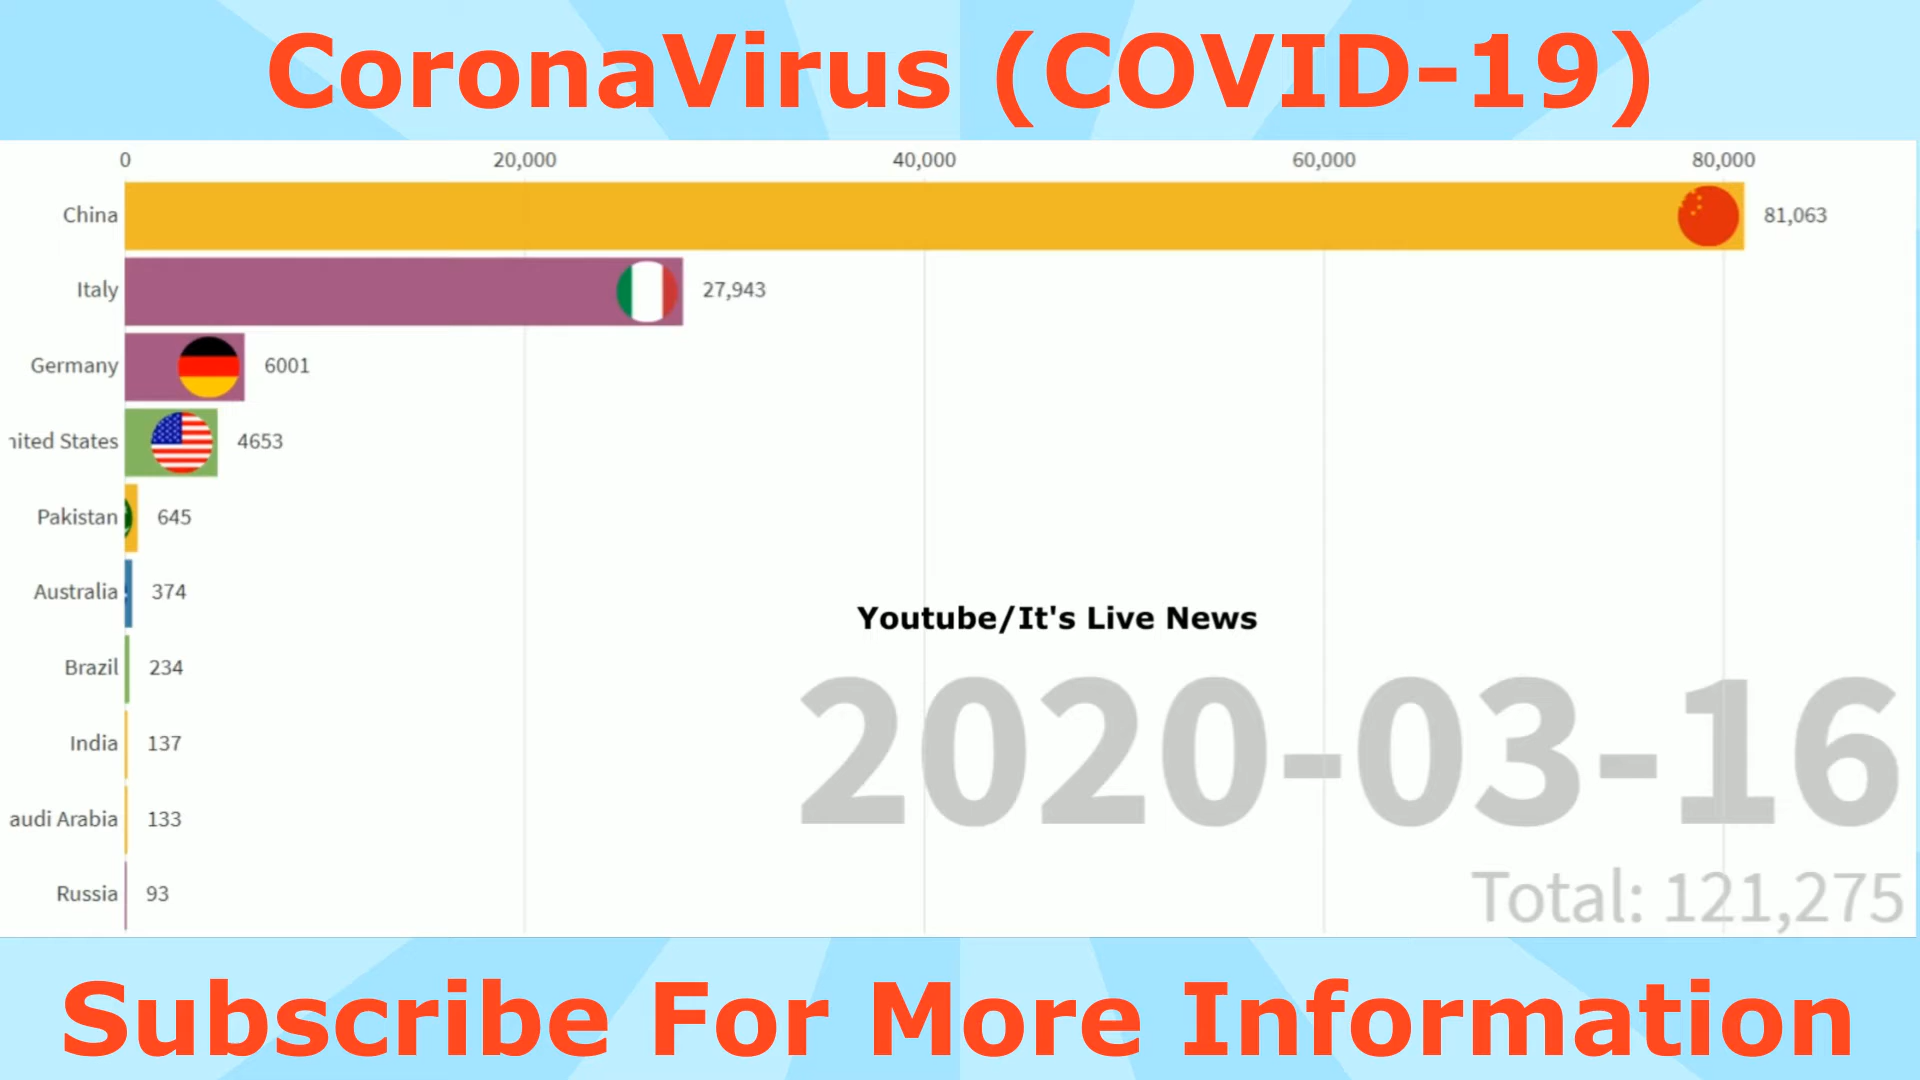 CoronaVirus (COVID-19)
0 20,000 40,000 60,000 80,000
China 81,063
Italy 27,943
Germany 6001
nited States 4653
Pakistan 645
Australia 374
Youtube/It's Live News
Brazil 234
2020-03-16
India 137
audi Arabia 133
Russia 93
Total: 121,275
Subscribe For More Information